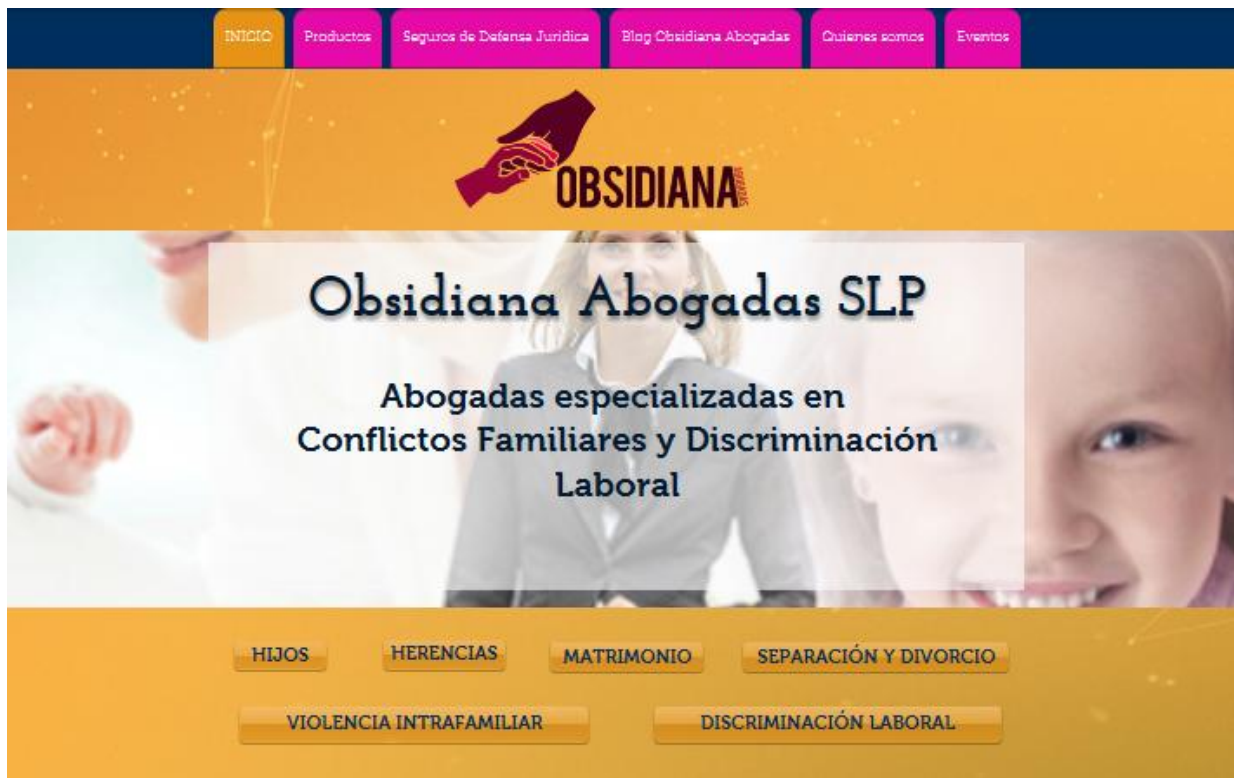 INICIO
Productos
Seguros de Defensa Juridica
Blog Obsidiana Abogadas
Quienes somos
Eventos
OBSIDIANA
ABOGADAS
Obsidiana Abogadas SLP
Abogadas especializadas en
Conflictos Familiares y Discriminación
Laboral
HIJOS
HERENCIAS
MATRIMONIO
SEPARACIÓN Y DIVORCIO
VIOLENCIA INTRAFAMILIAR
DISCRIMINACIÓN LABORAL